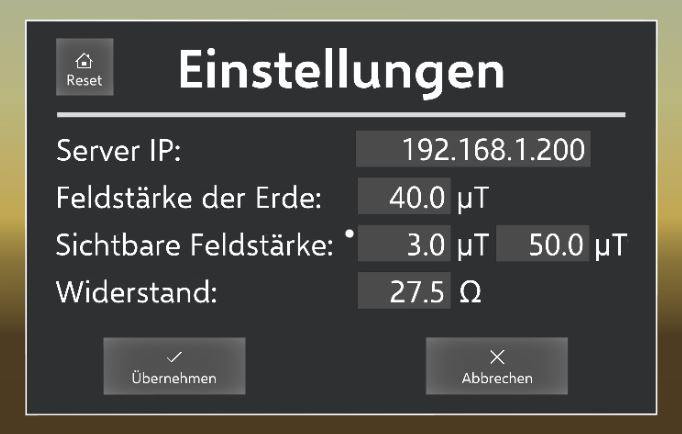 Reset
Einstellungen
Server IP: 192.168.1.200
Feldstärke der Erde: 40.0 µT
Sichtbare Feldstärke: 3.0 µT 50.0 µT
Widerstand: 27.5 Ω
Übernehmen
Abbrechen